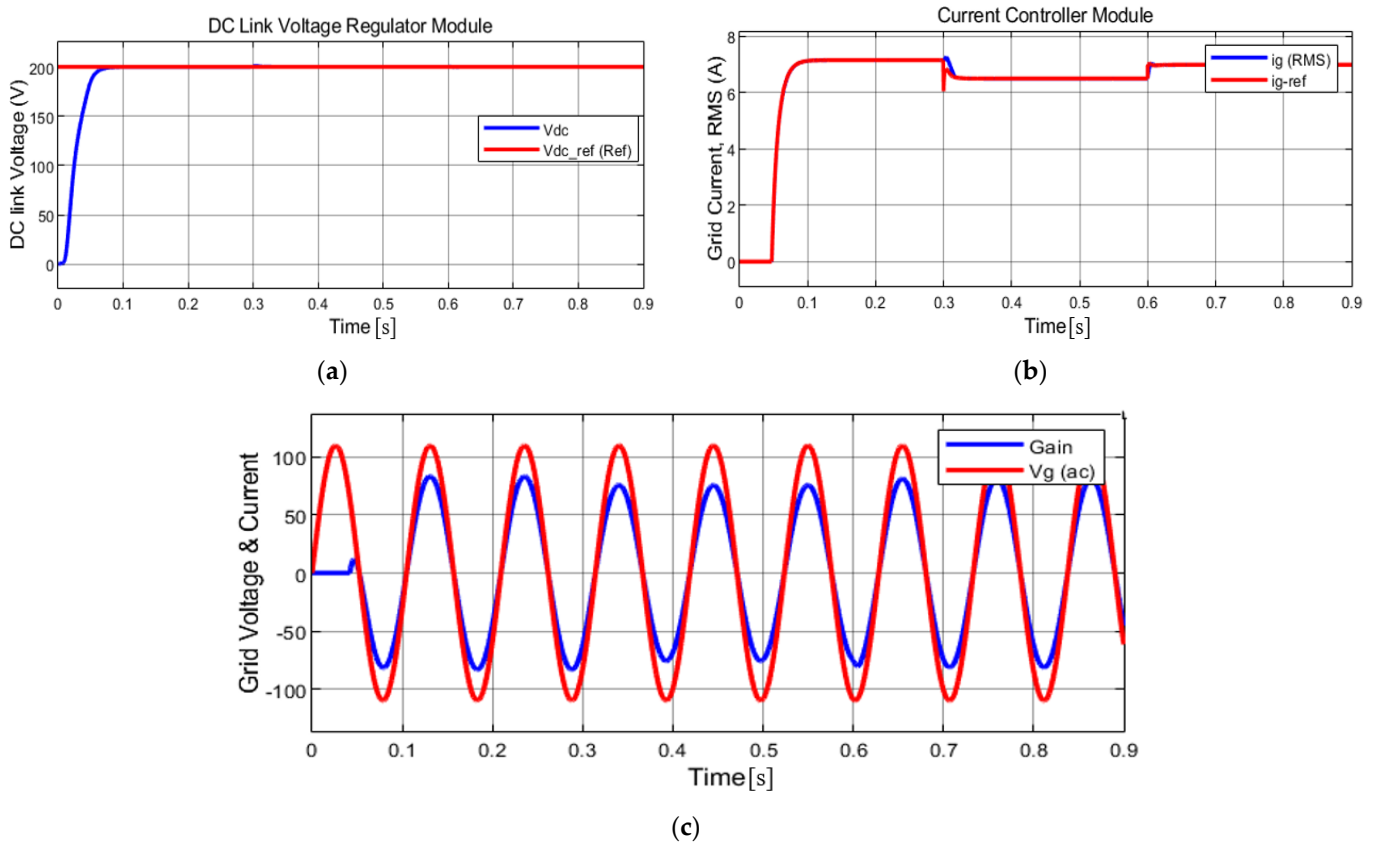 DC Link Voltage Regulator Module
DC link Voltage (V)
200
150
100
50
0
Vdc
Vdc_ref (Ref)
0 0.1 0.2 0.3 0.4 0.5 0.6 0.7 0.8 0.9
Time [s]
(a)
Current Controller Module
Grid Current, RMS (A)
8
6
4
2
0
ig (RMS)
ig-ref
0 0.1 0.2 0.3 0.4 0.5 0.6 0.7 0.8 0.9
Time [s]
(b)
Grid Voltage & Current
100
50
0
-50
-100
Gain
Vg (ac)
0 0.1 0.2 0.3 0.4 0.5 0.6 0.7 0.8 0.9
Time [s]
(c)